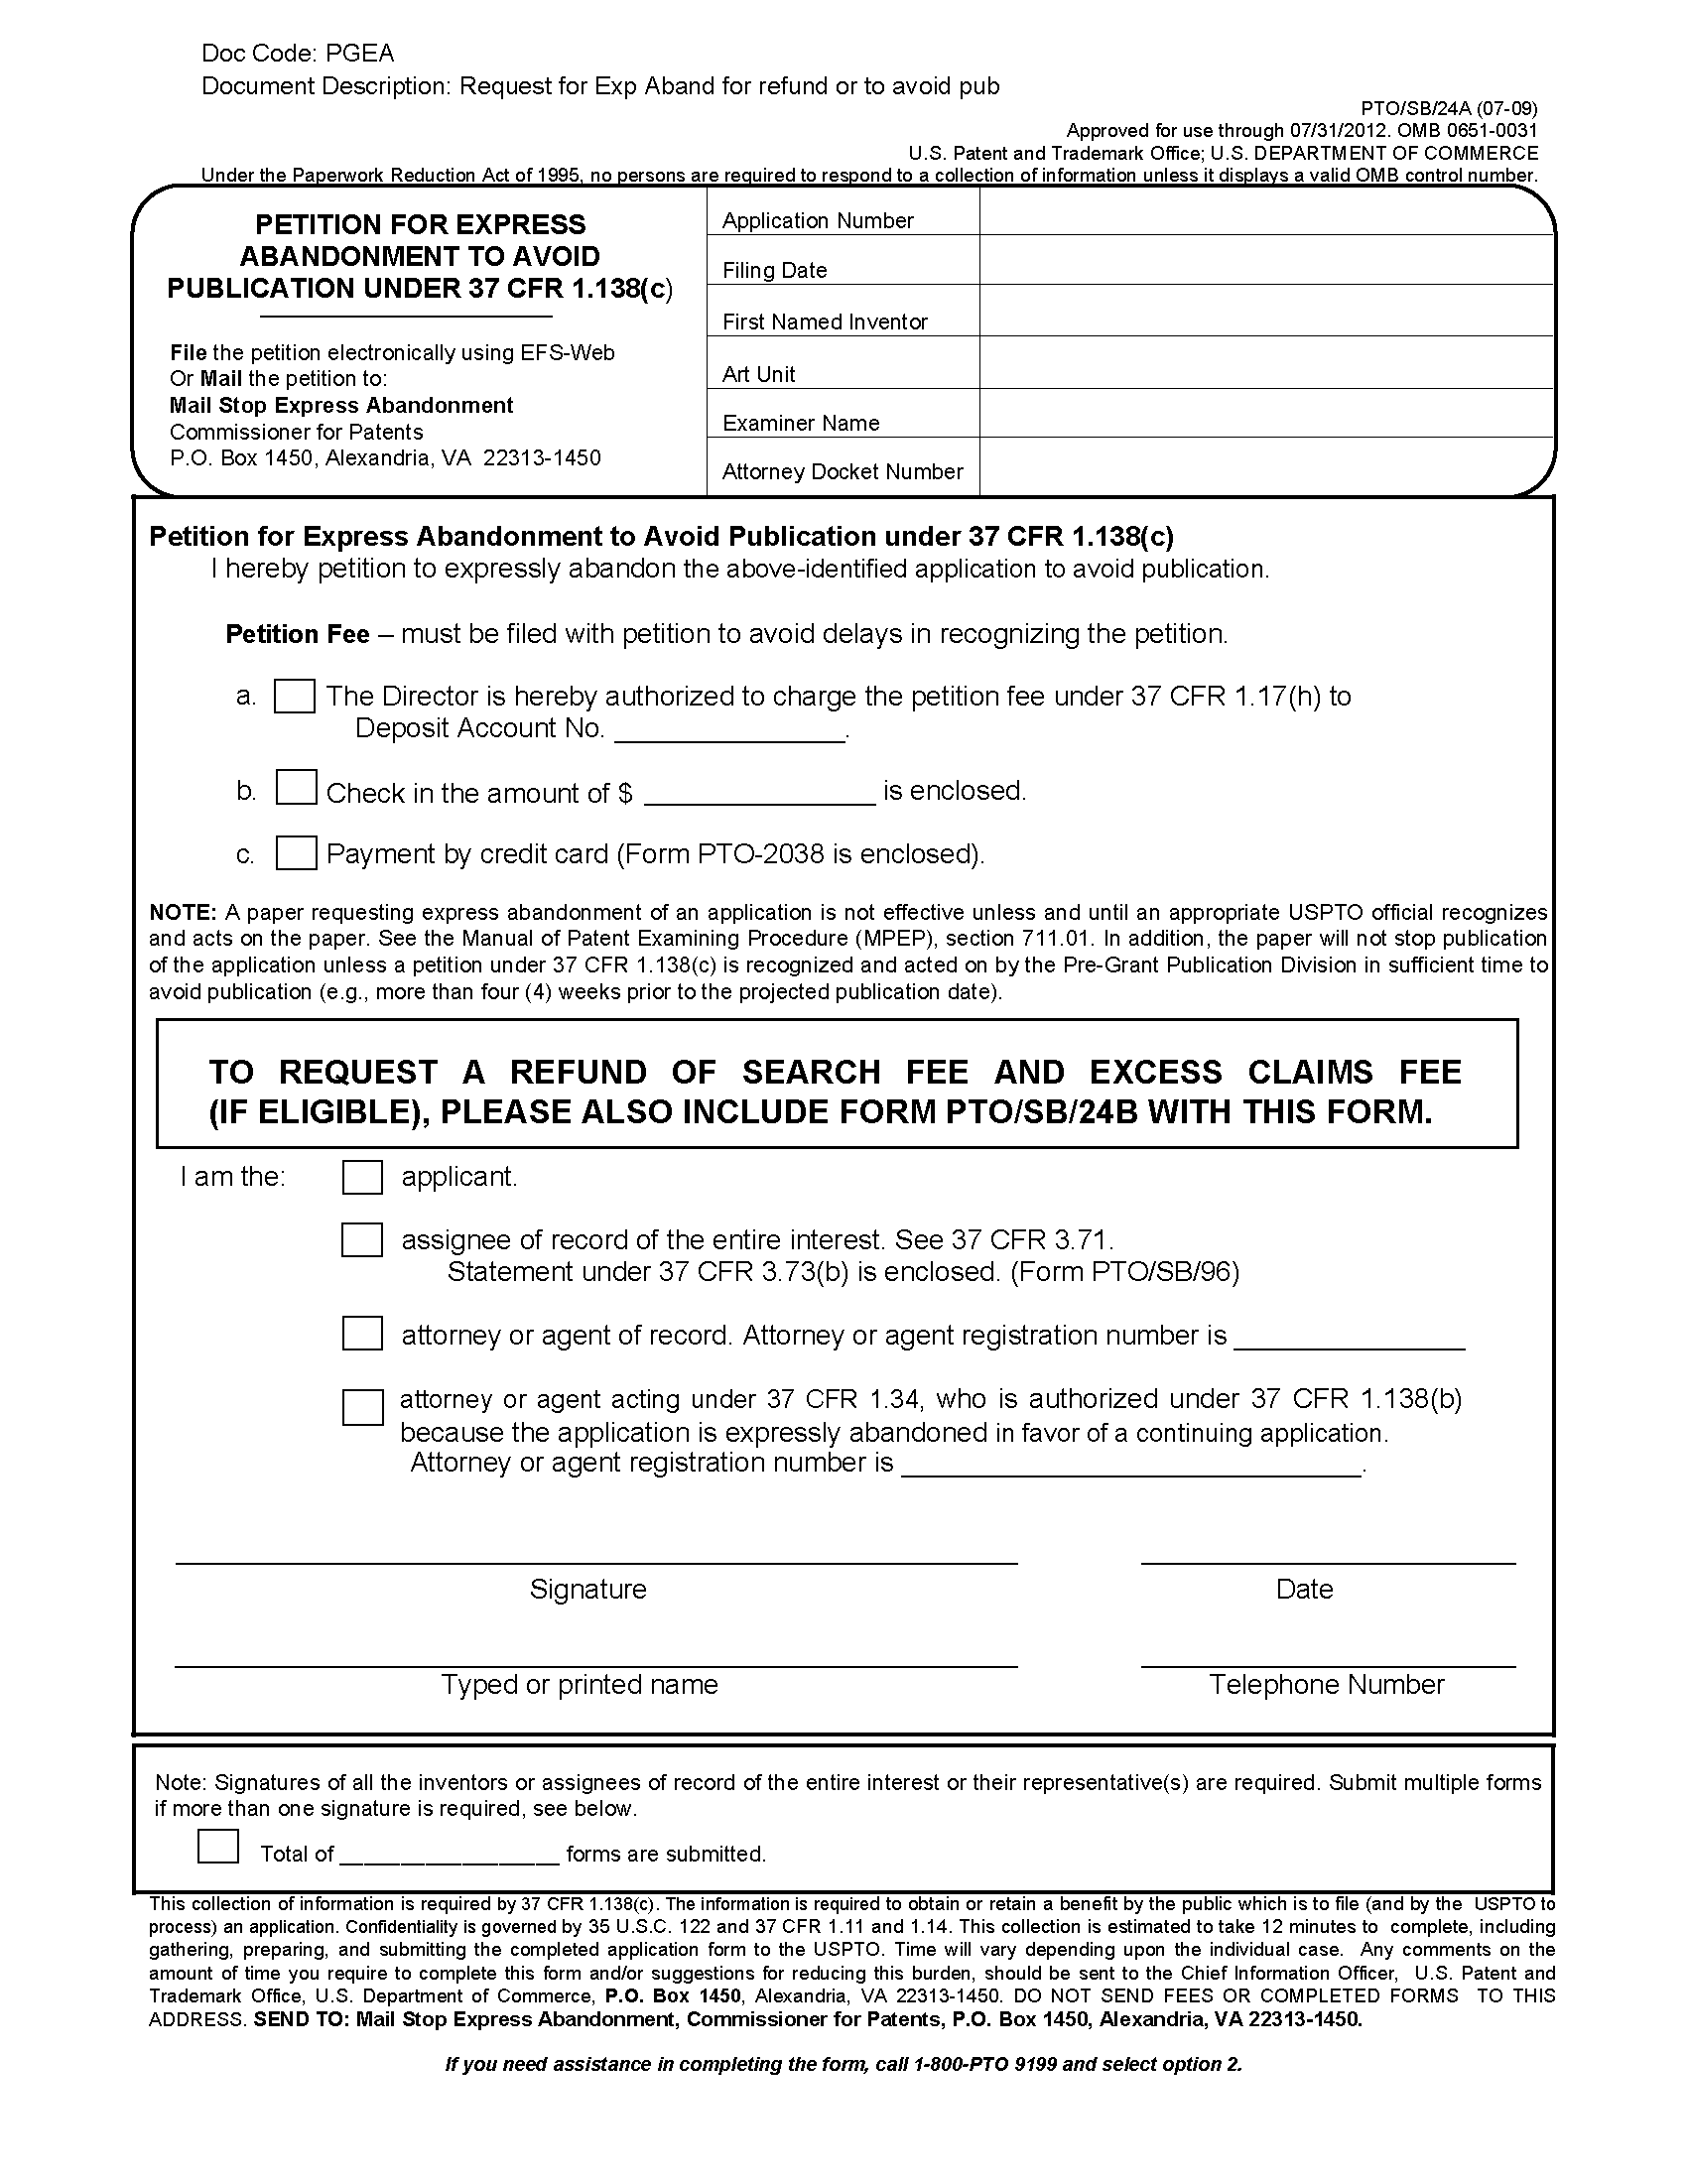 Doc Code: PGEA
Document Description: Request for Exp Aband for refund or to avoid pub
PTO/SB/24A (07-09)
Approved for use through 07/31/2012. OMB 0651-0031
U.S. Patent and Trademark Office; U.S. DEPARTMENT OF COMMERCE
Under the Paperwork Reduction Act of 1995, no persons are required to respond to a collection of information unless it displays a valid OMB control number.
PETITION FOR EXPRESS
ABANDONMENT TO AVOID
PUBLICATION UNDER 37 CFR 1.138(c)
File the petition electronically using EFS-Web
Or Mail the petition to:
Mail Stop Express Abandonment
Commissioner for Patents
P.O. Box 1450, Alexandria, VA 22313-1450
Application Number
Filing Date
First Named Inventor
Art Unit
Examiner Name
Attorney Docket Number
Petition for Express Abandonment to Avoid Publication under 37 CFR 1.138(c)
I hereby petition to expressly abandon the above-identified application to avoid publication.
Petition Fee – must be filed with petition to avoid delays in recognizing the petition.
a. The Director is hereby authorized to charge the petition fee under 37 CFR 1.17(h) to
Deposit Account No. _______________.
b. Check in the amount of $ _______________ is enclosed.
c. Payment by credit card (Form PTO-2038 is enclosed).
NOTE: A paper requesting express abandonment of an application is not effective unless and until an appropriate USPTO official recognizes
and acts on the paper. See the Manual of Patent Examining Procedure (MPEP), section 711.01. In addition, the paper will not stop publication
of the application unless a petition under 37 CFR 1.138(c) is recognized and acted on by the Pre-Grant Publication Division in sufficient time to
avoid publication (e.g., more than four (4) weeks prior to the projected publication date).
TO REQUEST A REFUND OF SEARCH FEE AND EXCESS CLAIMS FEE
(IF ELIGIBLE), PLEASE ALSO INCLUDE FORM PTO/SB/24B WITH THIS FORM.
I am the: applicant.
assignee of record of the entire interest. See 37 CFR 3.71.
Statement under 37 CFR 3.73(b) is enclosed. (Form PTO/SB/96)
attorney or agent of record. Attorney or agent registration number is _______________
attorney or agent acting under 37 CFR 1.34, who is authorized under 37 CFR 1.138(b)
because the application is expressly abandoned in favor of a continuing application.
Attorney or agent registration number is ______________________________.
Signature Date
Typed or printed name Telephone Number
Note: Signatures of all the inventors or assignees of record of the entire interest or their representative(s) are required. Submit multiple forms
if more than one signature is required, see below.
Total of __________________ forms are submitted.
This collection of information is required by 37 CFR 1.138(c). The information is required to obtain or retain a benefit by the public which is to file (and by the USPTO to
process) an application. Confidentiality is governed by 35 U.S.C. 122 and 37 CFR 1.11 and 1.14. This collection is estimated to take 12 minutes to complete, including
gathering, preparing, and submitting the completed application form to the USPTO. Time will vary depending upon the individual case. Any comments on the
amount of time you require to complete this form and/or suggestions for reducing this burden, should be sent to the Chief Information Officer, U.S. Patent and
Trademark Office, U.S. Department of Commerce, P.O. Box 1450, Alexandria, VA 22313-1450. DO NOT SEND FEES OR COMPLETED FORMS TO THIS
ADDRESS. SEND TO: Mail Stop Express Abandonment, Commissioner for Patents, P.O. Box 1450, Alexandria, VA 22313-1450.
If you need assistance in completing the form, call 1-800-PTO 9199 and select option 2.